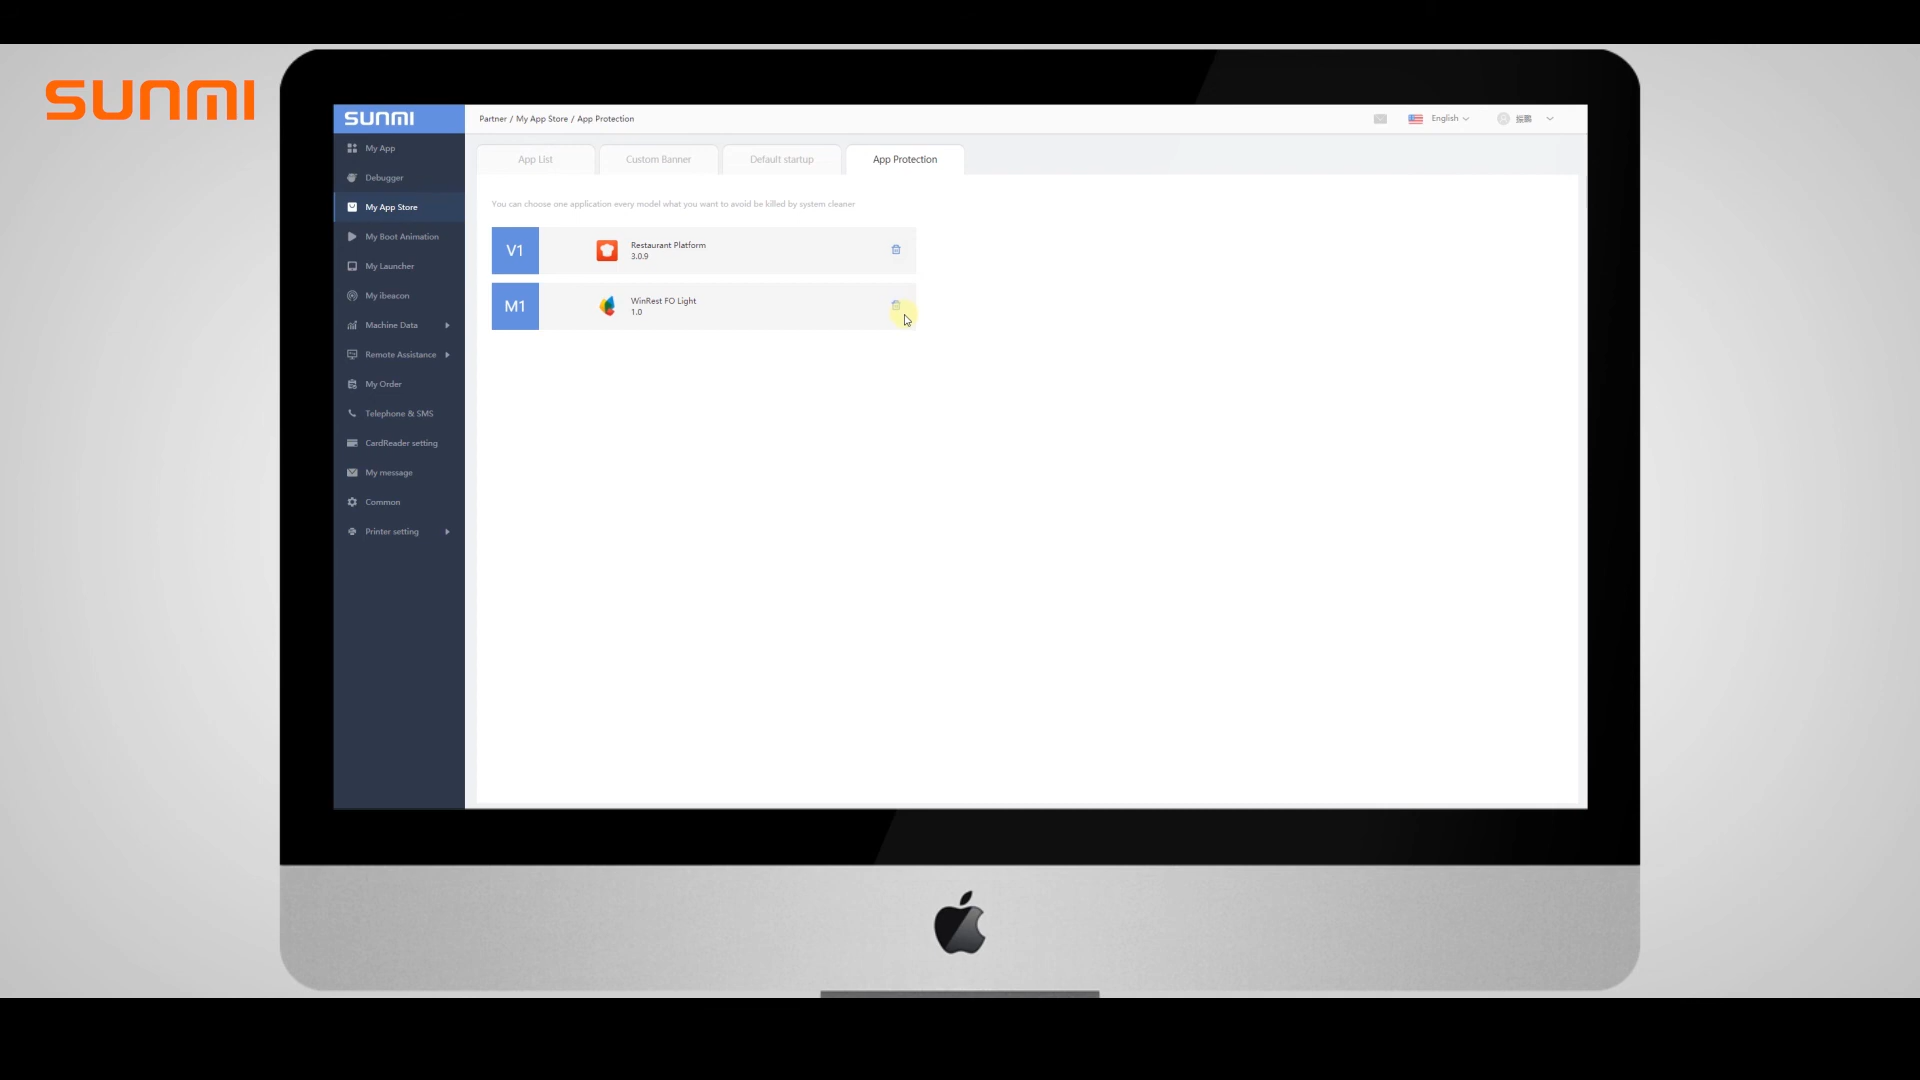 SUNMI
SUNMI
Partner / My App Store / App Protection
English
My App
Debugger
My App Store
My Boot Animation
My Launcher
My ibeacon
Machine Data
Remote Assistance
My Order
Telephone & SMS
CardReader setting
My message
Common
Printer setting
App List
Custom Banner
Default startup
App Protection
You can choose one application every model what you want to avoid be killed by system cleaner
V1
Restaurant Platform
3.0.9
M1
WinRest FO Light
1.0